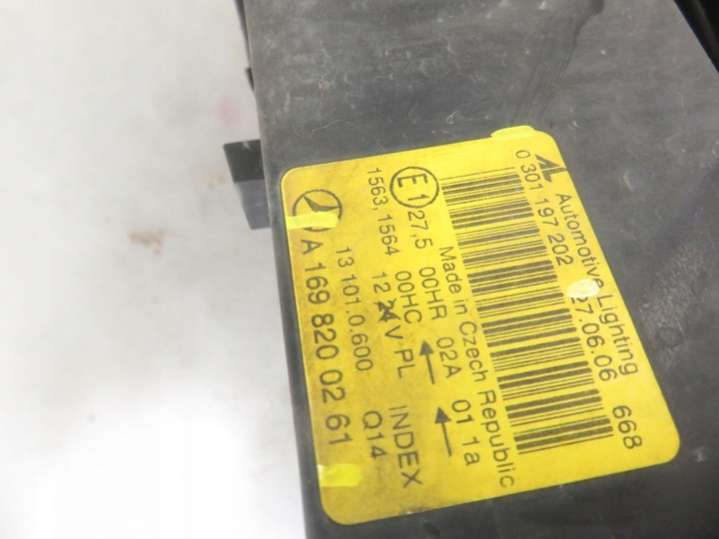 AL Automotive Lighting
0 301 197 202 27.06.06 668
Made in Czech Republic
E1 27,5 00HR 02A 01 1a
1563,1564 00HC
12 V PL INDEX
13 101.0.600 Q14
A 169 820 02 61